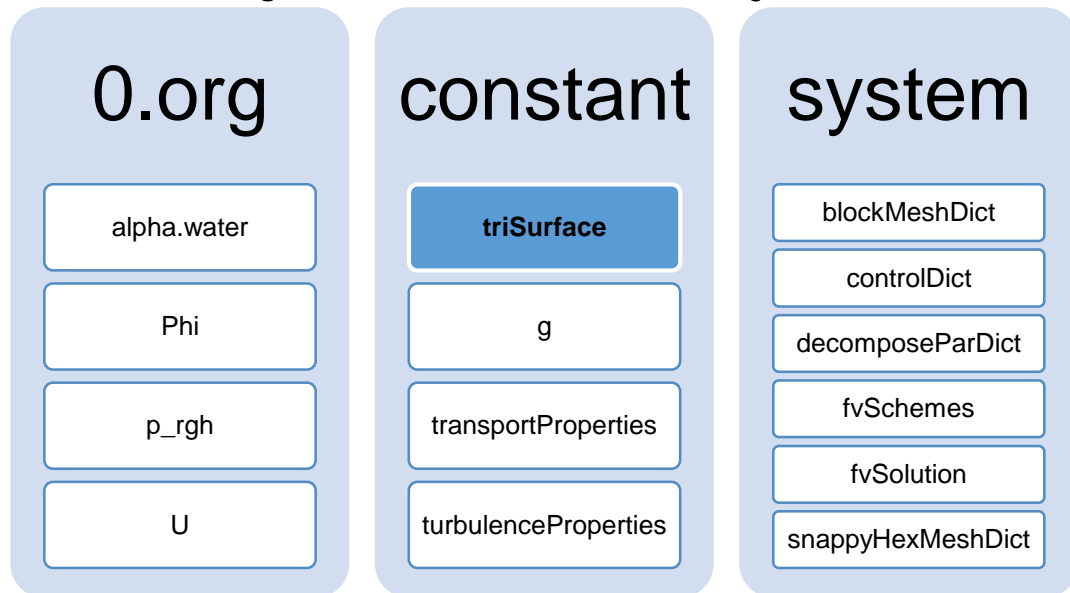 0.org
alpha.water
Phi
p_rgh
U
constant
triSurface
g
transportProperties
turbulenceProperties
system
blockMeshDict
controlDict
decomposeParDict
fvSchemes
fvSolution
snappyHexMeshDict